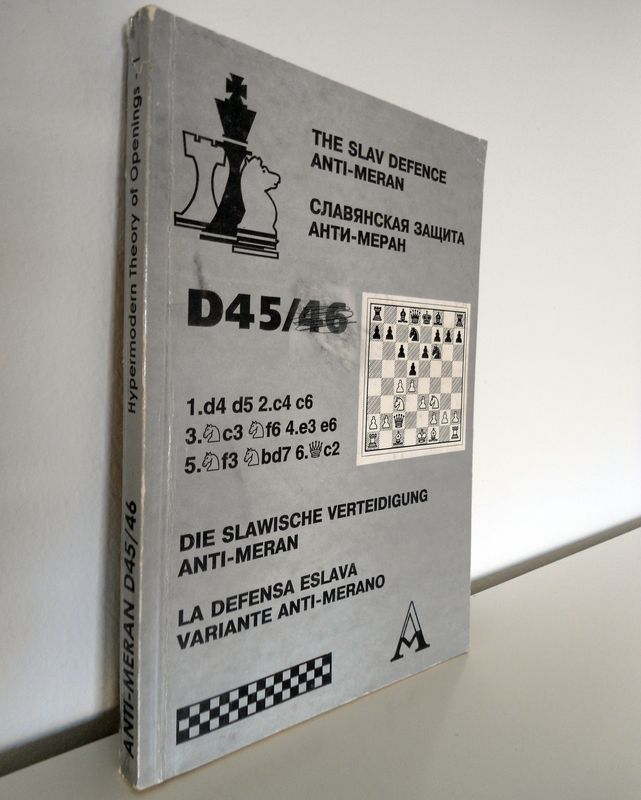 THE SLAV DEFENCE
ANTI-MERAN
СЛАВЯНСКАЯ ЗАЩИТА
АНТИ-МЕРАН
D45/46
1.d4 d5 2.c4 c6
3.♘c3 ♘f6 4.e3 e6
5.♘f3 ♘bd7 6.♕c2
DIE SLAWISCHE VERTEIDIGUNG
ANTI-MERAN
LA DEFENSA ESLAVA
VARIANTE ANTI-MERANO
ANTI-MERAN D45/46
Hypermodern Theory of Openings - I